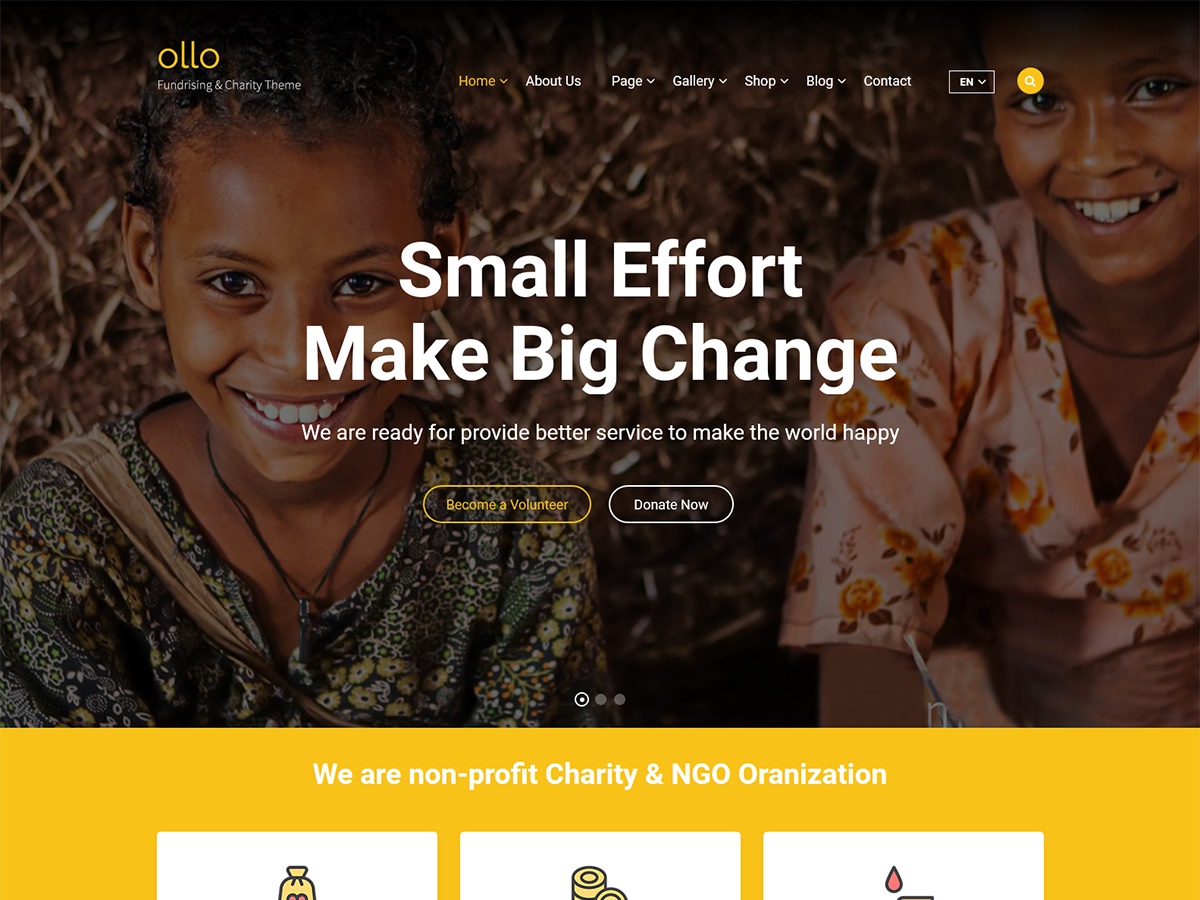 ollo
Fundrising & Charity Theme
Home About Us Page Gallery Shop Blog Contact EN
Small Effort
Make Big Change
We are ready for provide better service to make the world happy
Become a Volunteer Donate Now
We are non-profit Charity & NGO Oranization